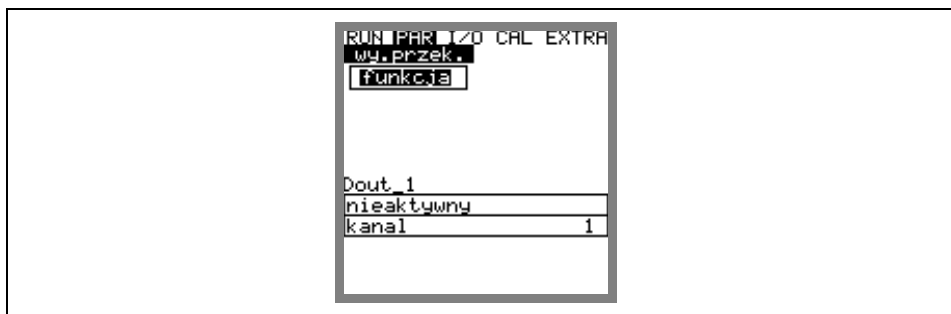 RUN PAR I/O CAL EXTRA
wy.przek.
funkcja
Dout_1
nieaktywny
kanal 1